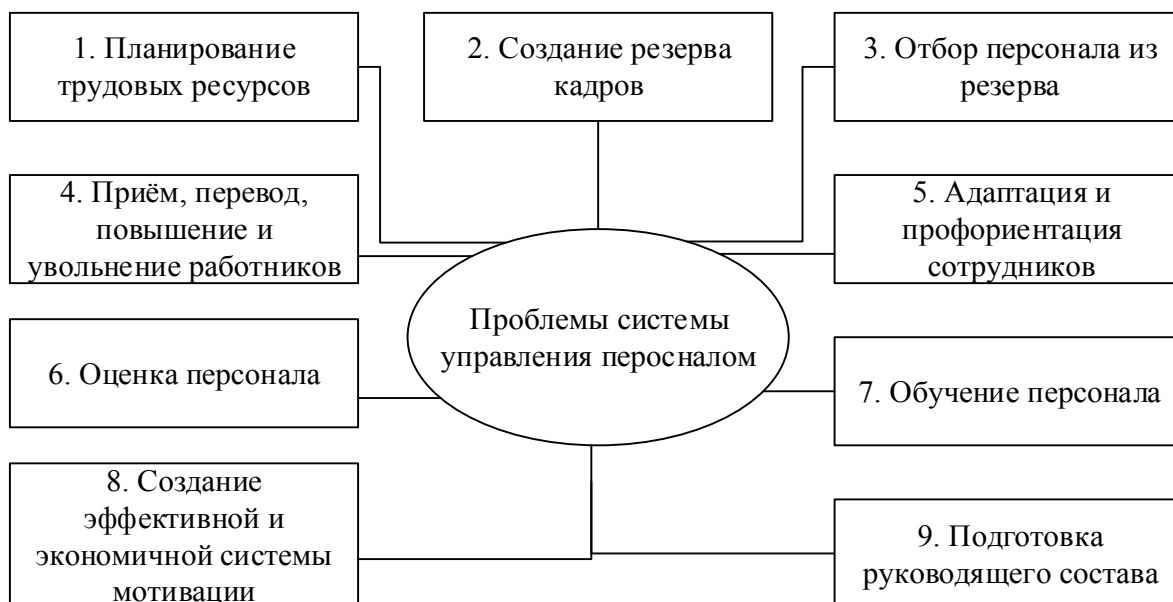 1. Планирование
трудовых ресурсов
2. Создание резерва
кадров
3. Отбор персонала из
резерва
4. Приём, перевод,
повышение и
увольнение работников
5. Адаптация и
профориентация
сотрудников
Проблемы системы
управления перосналом
6. Оценка персонала
7. Обучение персонала
8. Создание
эффективной и
экономичной системы
мотивации
9. Подготовка
руководящего состава